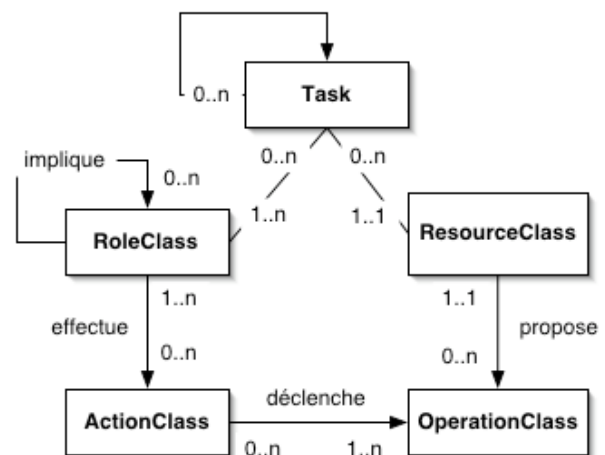 0..n
Task
0..n 0..n
implique
0..n
1..n 1..1
RoleClass
ResourceClass
1..n
1..1
effectue
propose
0..n
0..n
déclenche
ActionClass
OperationClass
0..n 1..n